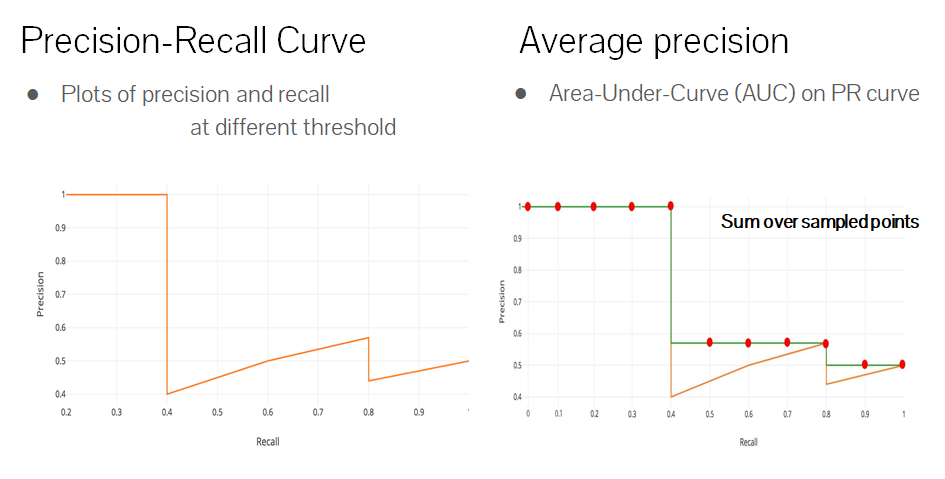 Precision-Recall Curve
● Plots of precision and recall
at different threshold
1
0.9
0.8
0.7
0.6
0.5
0.4
Precision
0.2 0.3 0.4 0.5 0.6 0.7 0.8 0.9
Recall
Average precision
● Area-Under-Curve (AUC) on PR curve
Sum over sampled points
1
0.9
0.8
0.7
0.6
0.5
0.4
Precision
0 0.1 0.2 0.3 0.4 0.5 0.6 0.7 0.8 0.9 1
Recall